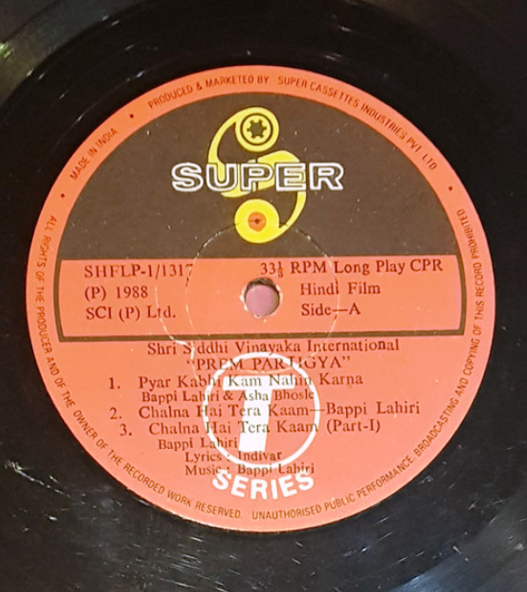 MADE IN INDIA • PRODUCED & MARKETED BY SUPER CASSETTES INDUSTRIES PVT. LTD •
SUPER
SHFLP-1/1317 33⅓ RPM Long Play CPR
(P) 1988 Hindi Film
SCI (P) Ltd. Side—A
Shri Siddhi Vinayaka International
"PREM PARTIGYA"
1. Pyar Kabhi Kam Nahin Karna
Bappi Lahiri & Asha Bhosle
2. Chalna Hai Tera Kaam—Bappi Lahiri
3. Chalna Hai Tera Kaam (Part-I)
Bappi Lahiri
Lyrics : Indivar
Music : Bappi Lahiri
T
SERIES
ALL RIGHTS OF THE PRODUCER AND OF THE OWNER OF THE RECORDED WORK RESERVED. UNAUTHORISED PUBLIC PERFORMANCE BROADCASTING AND COPYING OF THIS RECORD PROHIBITED